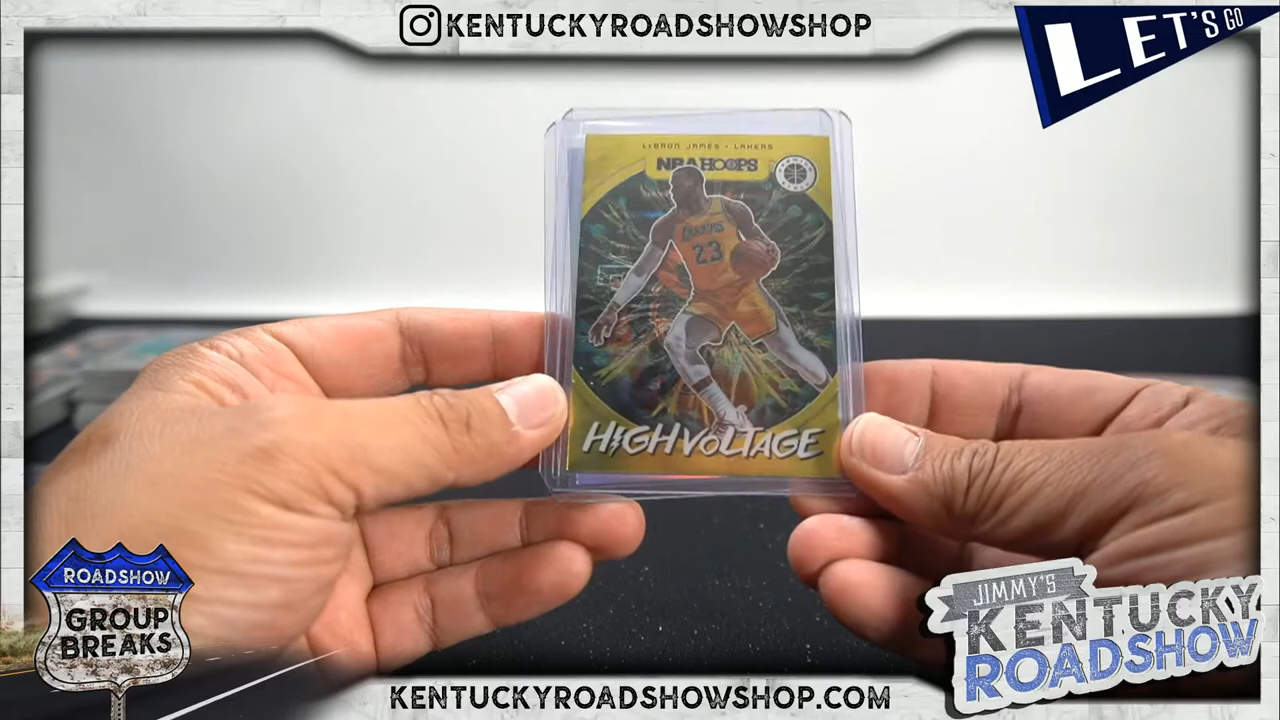 KENTUCKYROADSHOWSHOP
LET'S GO
LEBRON JAMES • LAKERS
NBA HOOPS
LAKERS
23
HIGH VOLTAGE
ROADSHOW
GROUP
BREAKS
JIMMY'S
KENTUCKY
ROADSHOW
KENTUCKYROADSHOWSHOP.COM